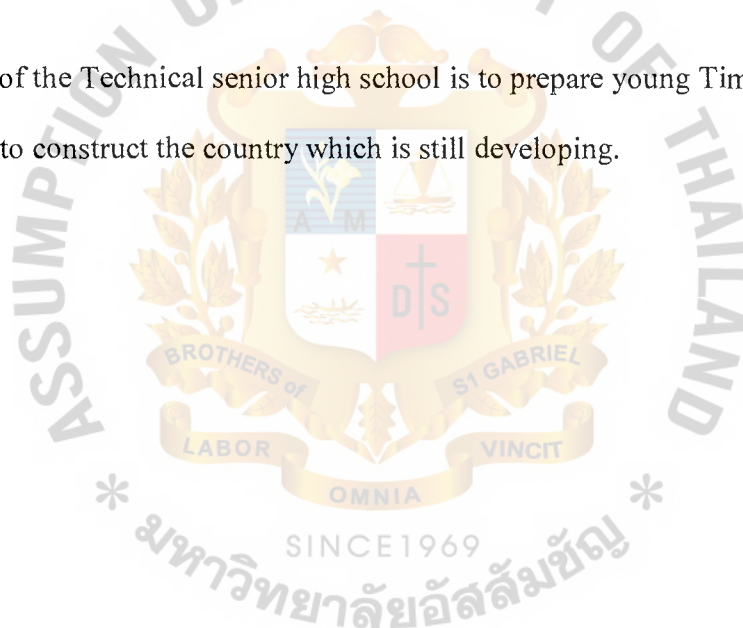 of the Technical senior high school is to prepare young
to construct the country which is still developing.
ASSUMPTION
OF THAILAND
A M
D S
BROTHERS of ST GABRIEL
LABOR VINCIT
OMNIA
* *
SINCE1969
มหาวิทยาลัยอัสสัมชัญ